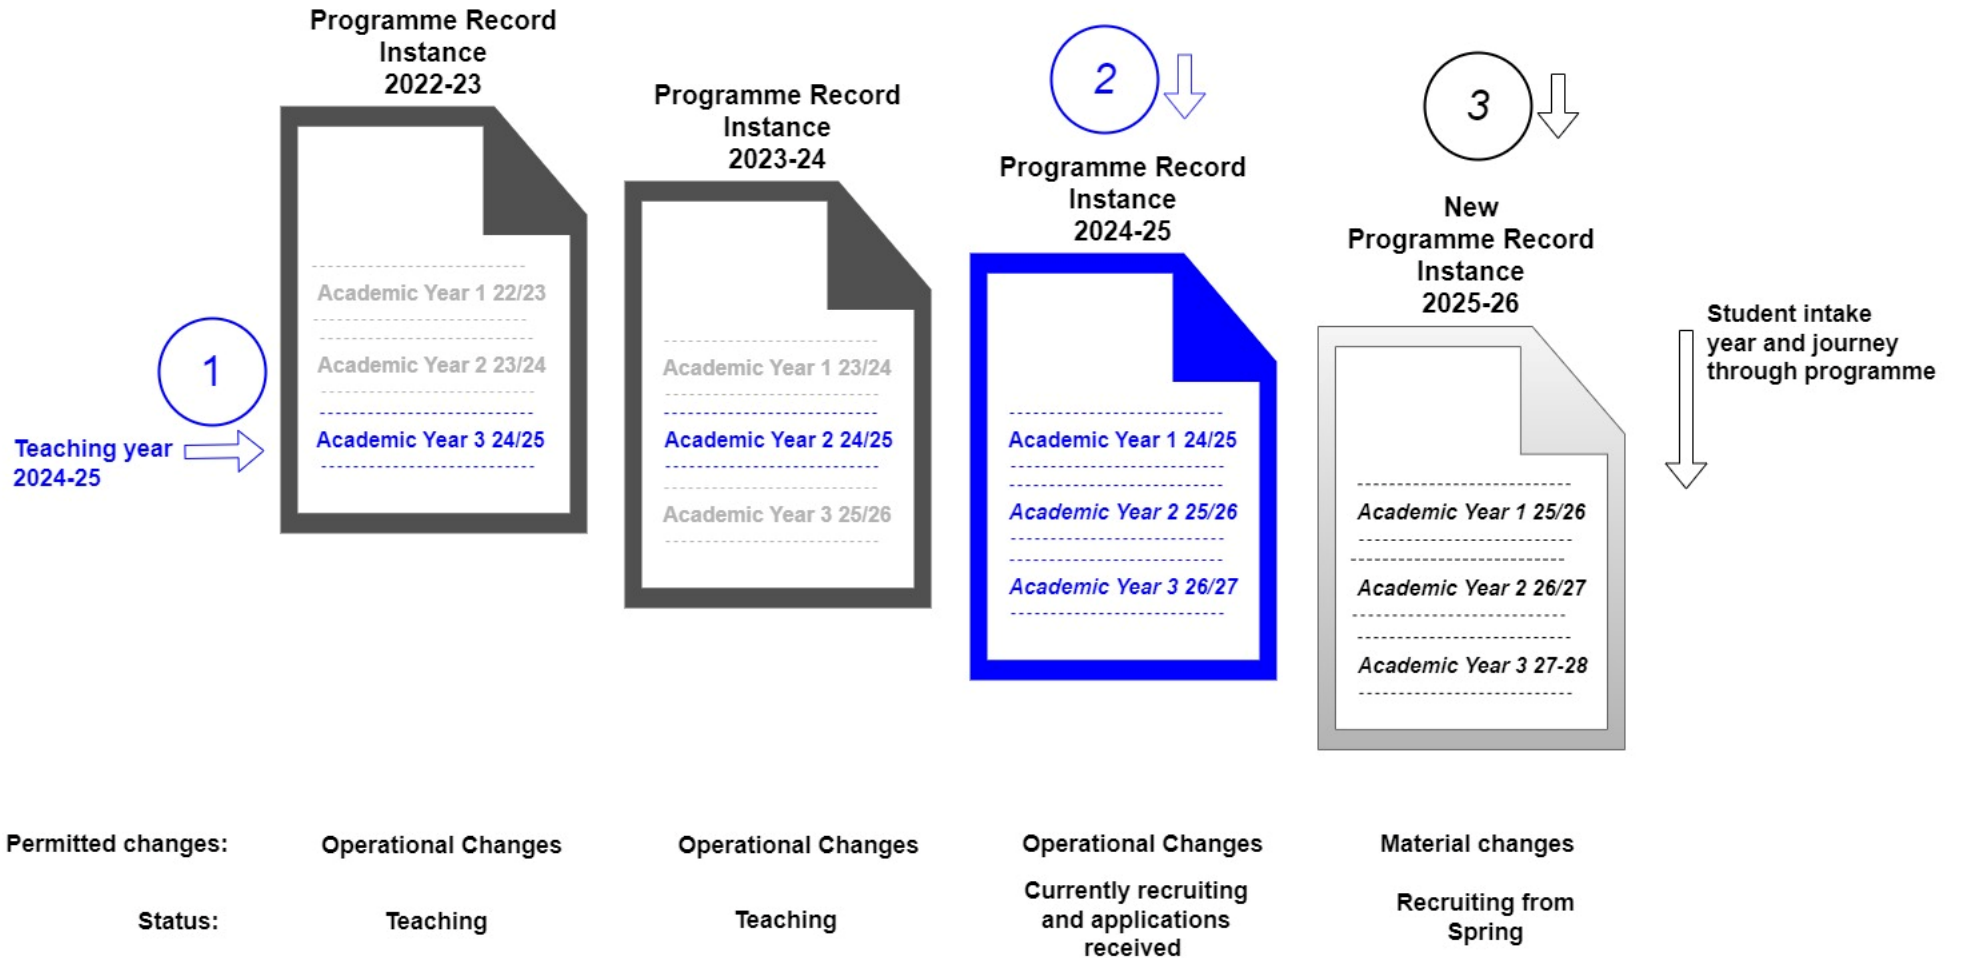 Programme Record
Instance
2022-23
Academic Year 1 22/23
Academic Year 2 23/24
Academic Year 3 24/25
1
Teaching year
2024-25
Programme Record
Instance
2023-24
Academic Year 1 23/24
Academic Year 2 24/25
Academic Year 3 25/26
2
Programme Record
Instance
2024-25
Academic Year 1 24/25
Academic Year 2 25/26
Academic Year 3 26/27
3
New
Programme Record
Instance
2025-26
Academic Year 1 25/26
Academic Year 2 26/27
Academic Year 3 27-28
Student intake
year and journey
through programme
Permitted changes:
Operational Changes
Operational Changes
Operational Changes
Material changes
Status:
Teaching
Teaching
Currently recruiting
and applications
received
Recruiting from
Spring